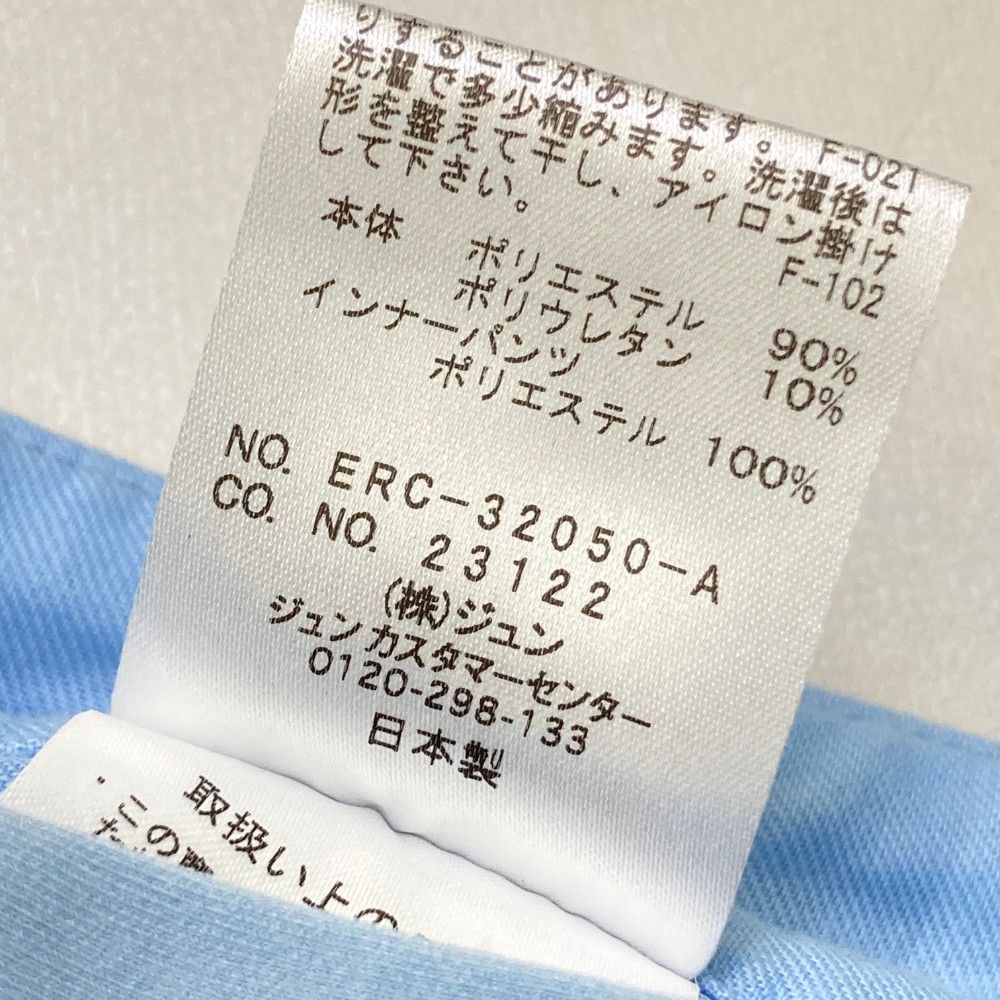 りすることがあります。 F-021
洗濯で多少縮みます。洗濯後は
形を整えて干し、アイロン掛け
して下さい。 F-102
本体 ポリエステル 90%
ポリウレタン 10%
インナーパンツ
ポリエステル 100%
NO. ERC-32050-A
CO. NO. 23122
(株)ジュン
ジュンカスタマーセンター
0120-298-133
日本製
取扱い上の
・この